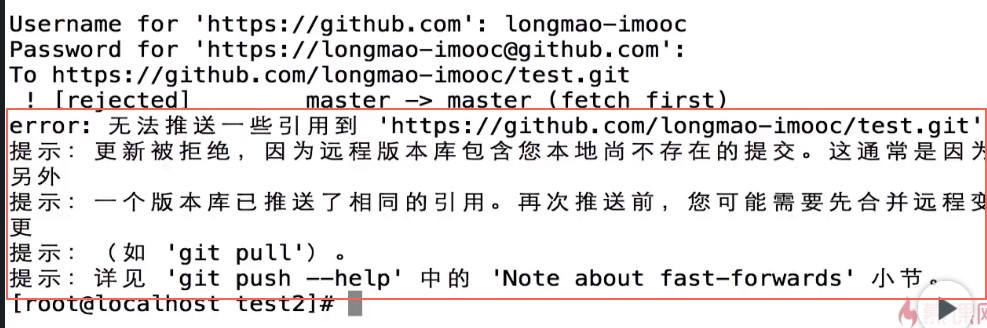 Username for 'https://github.com': longmao-imooc
Password for 'https://longmao-imooc@github.com':
To https://github.com/longmao-imooc/test.git
 ! [rejected]        master -> master (fetch first)
error: 无法推送一些引用到 'https://github.com/longmao-imooc/test.git'
提示：更新被拒绝，因为远程版本库包含您本地尚不存在的提交。这通常是因为
另外
提示：一个版本库已推送了相同的引用。再次推送前，您可能需要先合并远程变
更
提示：（如 'git pull'）。
提示：详见 'git push --help' 中的 'Note about fast-forwards' 小节。
[root@localhost test2]#